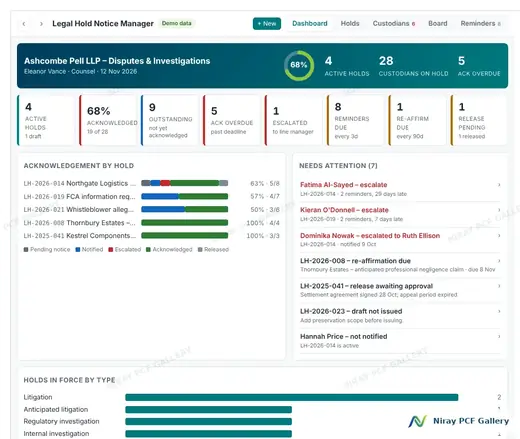 Legal Hold Notice Manager
Demo data
+ New
Dashboard
Holds
Custodians 6
Board
Reminders 8
Ashcombe Pell LLP – Disputes & Investigations
Eleanor Vance · Counsel · 12 Nov 2026
68%
4
ACTIVE HOLDS
28
CUSTODIANS ON HOLD
5
ACK OVERDUE
4
ACTIVE
HOLDS
1 draft
68%
ACKNOWLEDGED
19 of 28
9
OUTSTANDING
not yet
acknowledged
5
ACK OVERDUE
past deadline
1
ESCALATED
to line manager
8
REMINDERS
DUE
every 3d
1
RE-AFFIRM
DUE
every 90d
1
RELEASE
PENDING
1 released
ACKNOWLEDGEMENT BY HOLD
LH-2026-014 Northgate Logistics ... 63% · 5/8
LH-2026-019 FCA information req... 57% · 4/7
LH-2026-021 Whistleblower alleg... 50% · 3/6
LH-2026-008 Thornbury Estates –... 100% · 4/4
LH-2025-041 Kestrel Components... 100% · 3/3
Pending notice Notified Escalated Acknowledged Released
NEEDS ATTENTION (7)
Fatima Al-Sayed – escalate
LH-2026-014 · 2 reminders, 29 days late.
Kieran O'Donnell – escalate
LH-2026-019 · 2 reminders, 7 days late.
Dominika Nowak – escalated to Ruth Ellison
LH-2026-014 · notified 9 Oct
LH-2026-008 – re-affirmation due
Thornbury Estates – anticipated professional negligence claim · due 8 Nov
LH-2025-041 – release awaiting approval
Settlement agreement signed 28 Oct; appeal period expired
LH-2026-023 – draft not issued
Add preservation scope before issuing.
Hannah Price – not notified
LH-2026-014 is active
HOLDS IN FORCE BY TYPE
Litigation 2
Anticipated litigation
Regulatory investigation
Internal investigation
Niray PCF Gallery